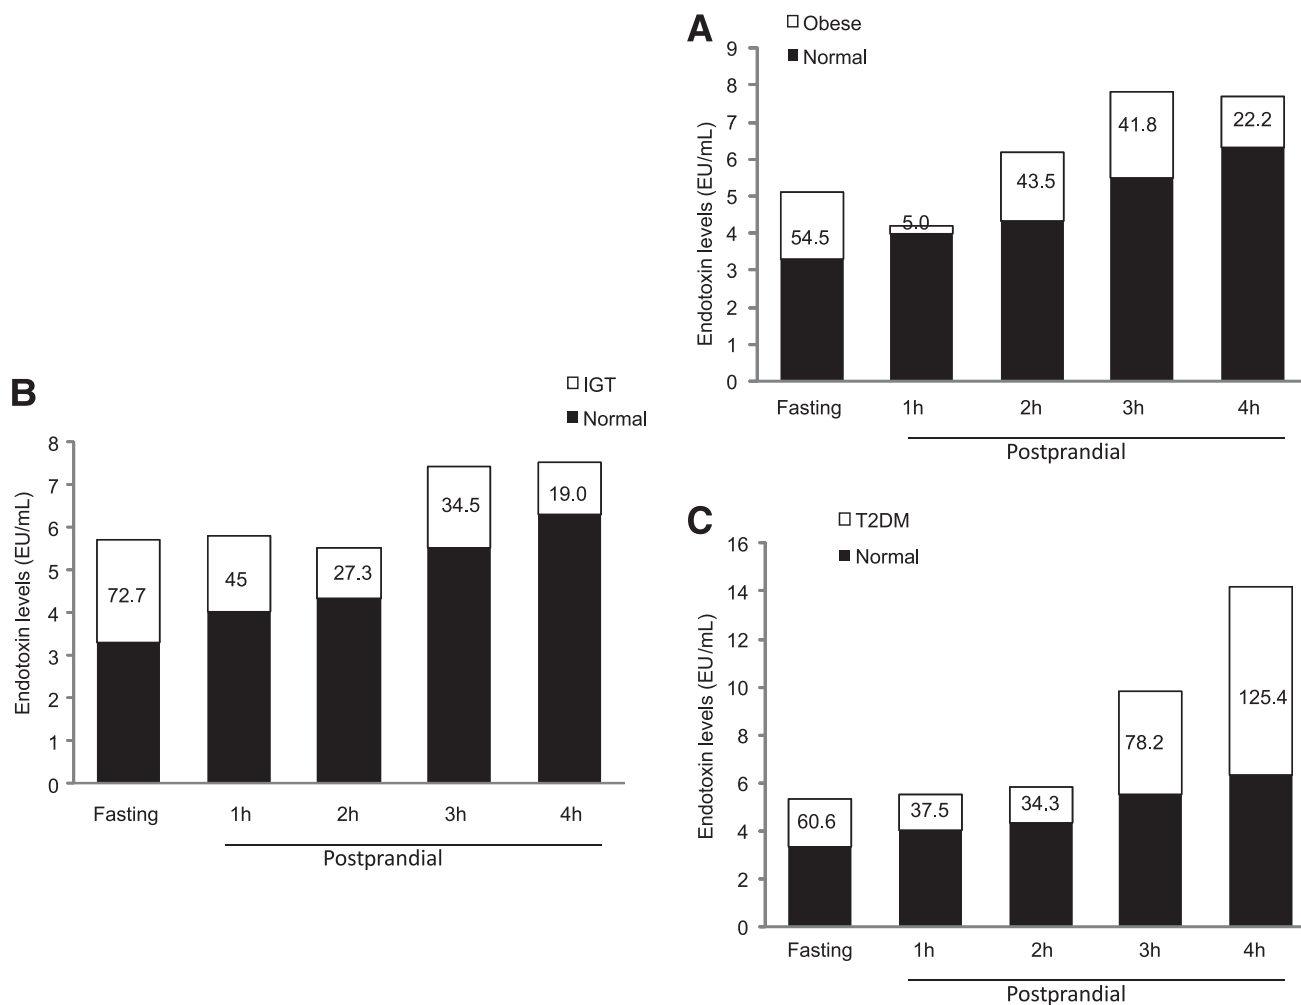 A
Obese
Normal
9
8
7
6
5
4
3
2
1
0
Endotoxin levels (EU/mL)
54.5
5.0
43.5
41.8
22.2
Fasting 1h 2h 3h 4h
Postprandial
B
IGT
Normal
8
7
6
5
4
3
2
1
0
Endotoxin levels (EU/mL)
72.7
45
27.3
34.5
19.0
Fasting 1h 2h 3h 4h
Postprandial
C
T2DM
Normal
16
14
12
10
8
6
4
2
0
Endotoxin levels (EU/mL)
60.6
37.5
34.3
78.2
125.4
Fasting 1h 2h 3h 4h
Postprandial